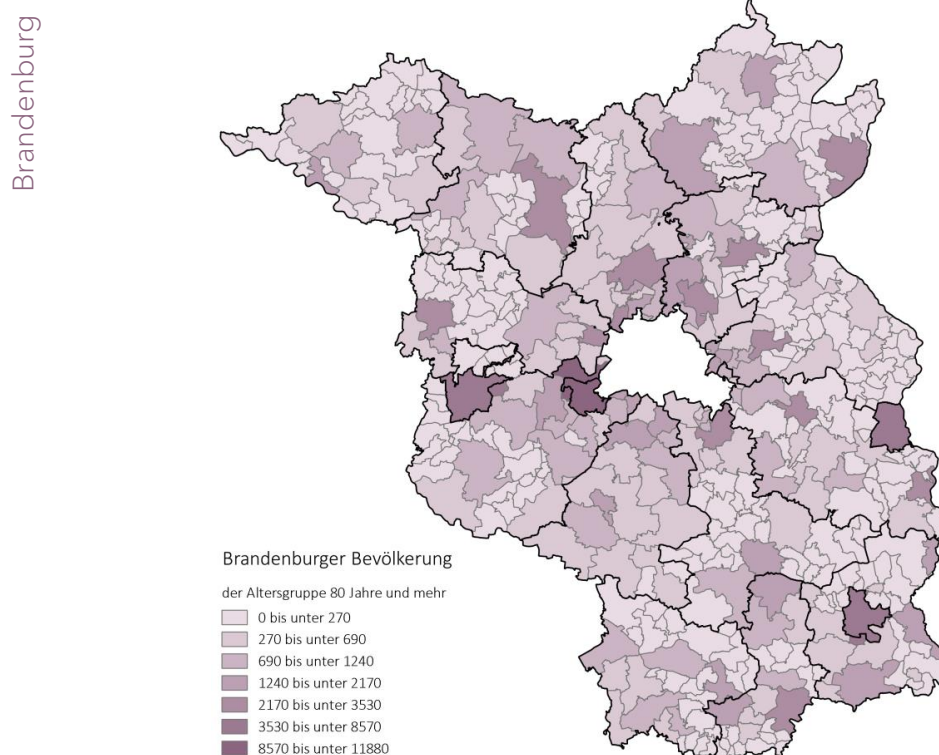 Brandenburg
Brandenburger Bevölkerung
der Altersgruppe 80 Jahre und mehr
0 bis unter 270
270 bis unter 690
690 bis unter 1240
1240 bis unter 2170
2170 bis unter 3530
3530 bis unter 8570
8570 bis unter 11880